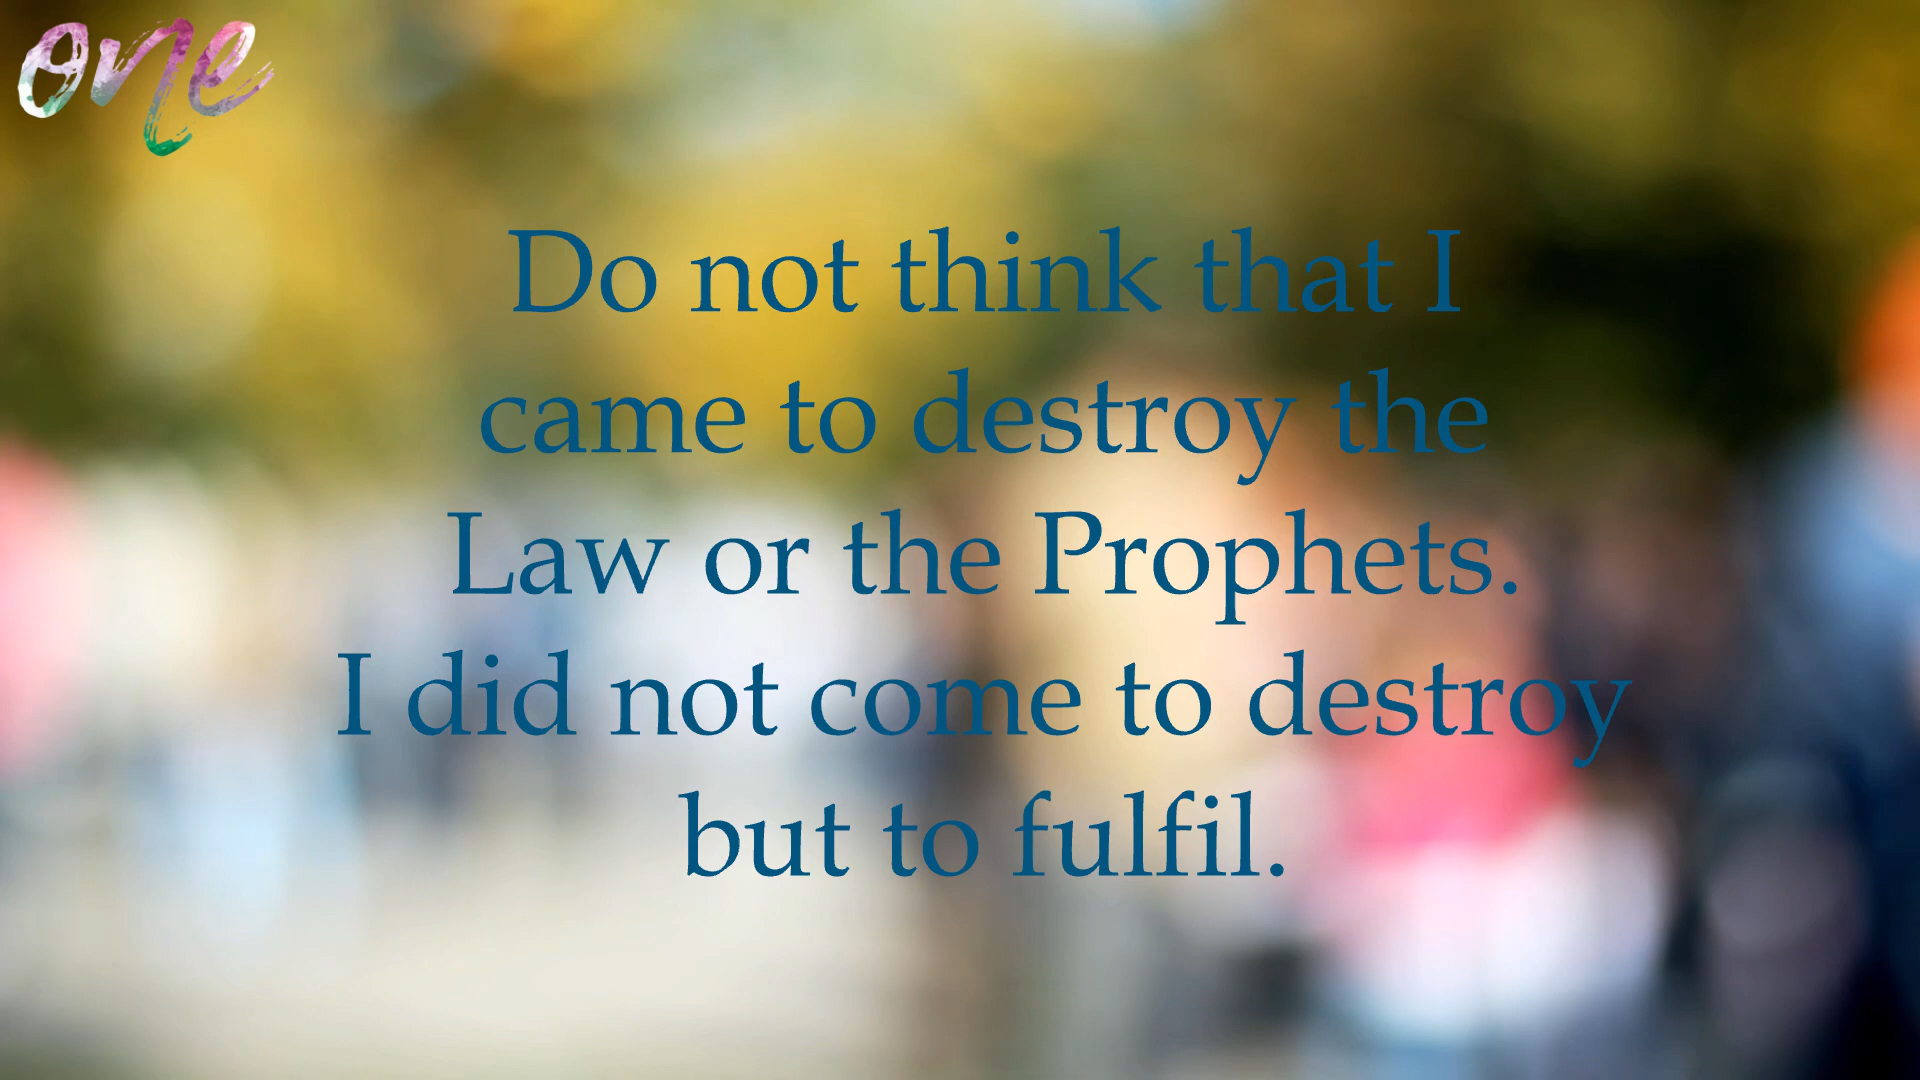 one
Do not think that I
came to destroy the
Law or the Prophets.
I did not come to destroy
but to fulfil.